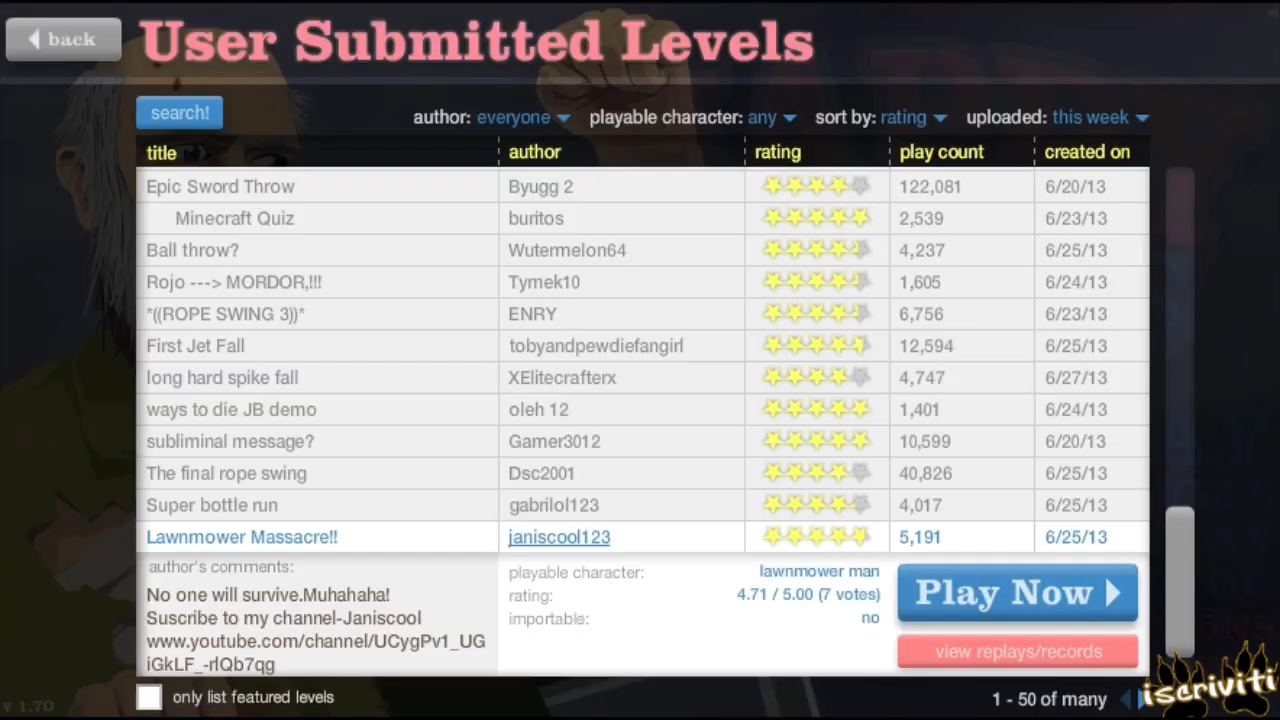 back
User Submitted Levels
search!
author: everyone playable character: any sort by: rating uploaded: this week
title author rating play count created on
Epic Sword Throw Byugg 2 122,081 6/20/13
Minecraft Quiz buritos 2,539 6/23/13
Ball throw? Wutermelon64 4,237 6/25/13
Rojo ---> MORDOR,!!! Tymek10 1,605 6/24/13
*((ROPE SWING 3))* ENRY 6,756 6/23/13
First Jet Fall tobyandpewdiefangirl 12,594 6/25/13
long hard spike fall XElitecrafterx 4,747 6/27/13
ways to die JB demo oleh 12 1,401 6/24/13
subliminal message? Gamer3012 10,599 6/20/13
The final rope swing Dsc2001 40,826 6/25/13
Super bottle run gabrilol123 4,017 6/25/13
Lawnmower Massacre!! janiscool123 5,191 6/25/13
author's comments:
No one will survive.Muhahaha!
Suscribe to my channel-Janiscool
www.youtube.com/channel/UCygPv1_UG
iGkLF_-rlQb7qg
playable character: lawnmower man
rating: 4.71 / 5.00 (7 votes)
importable: no
Play Now
view replays/records
only list featured levels
1 - 50 of many
v 1.70
iscriviti